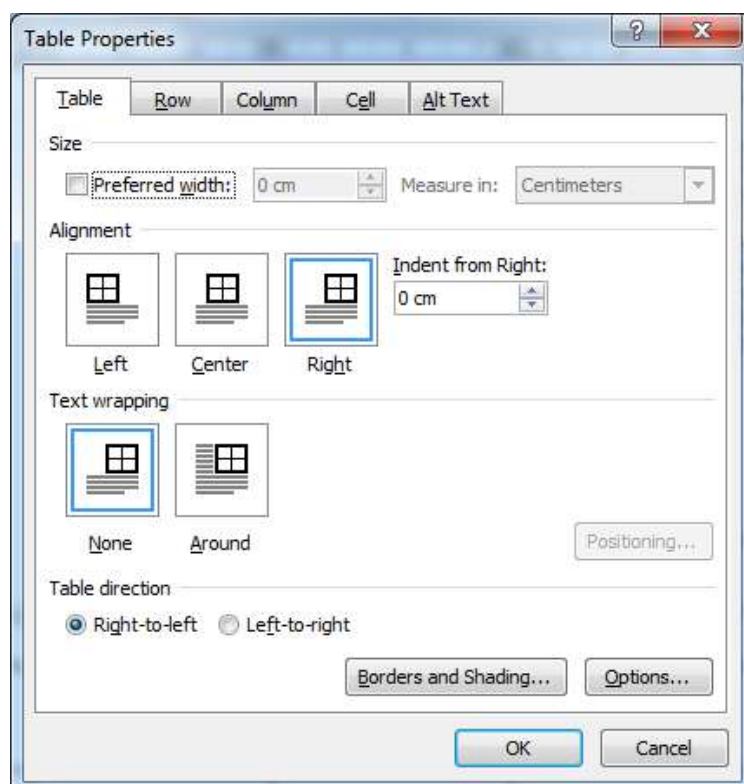 Table Properties
Table Row Column Cell Alt Text
Size
Preferred width: 0 cm Measure in: Centimeters
Alignment
Indent from Right:
0 cm
Left Center Right
Text wrapping
None Around
Positioning...
Table direction
Right-to-left Left-to-right
Borders and Shading... Options...
OK Cancel